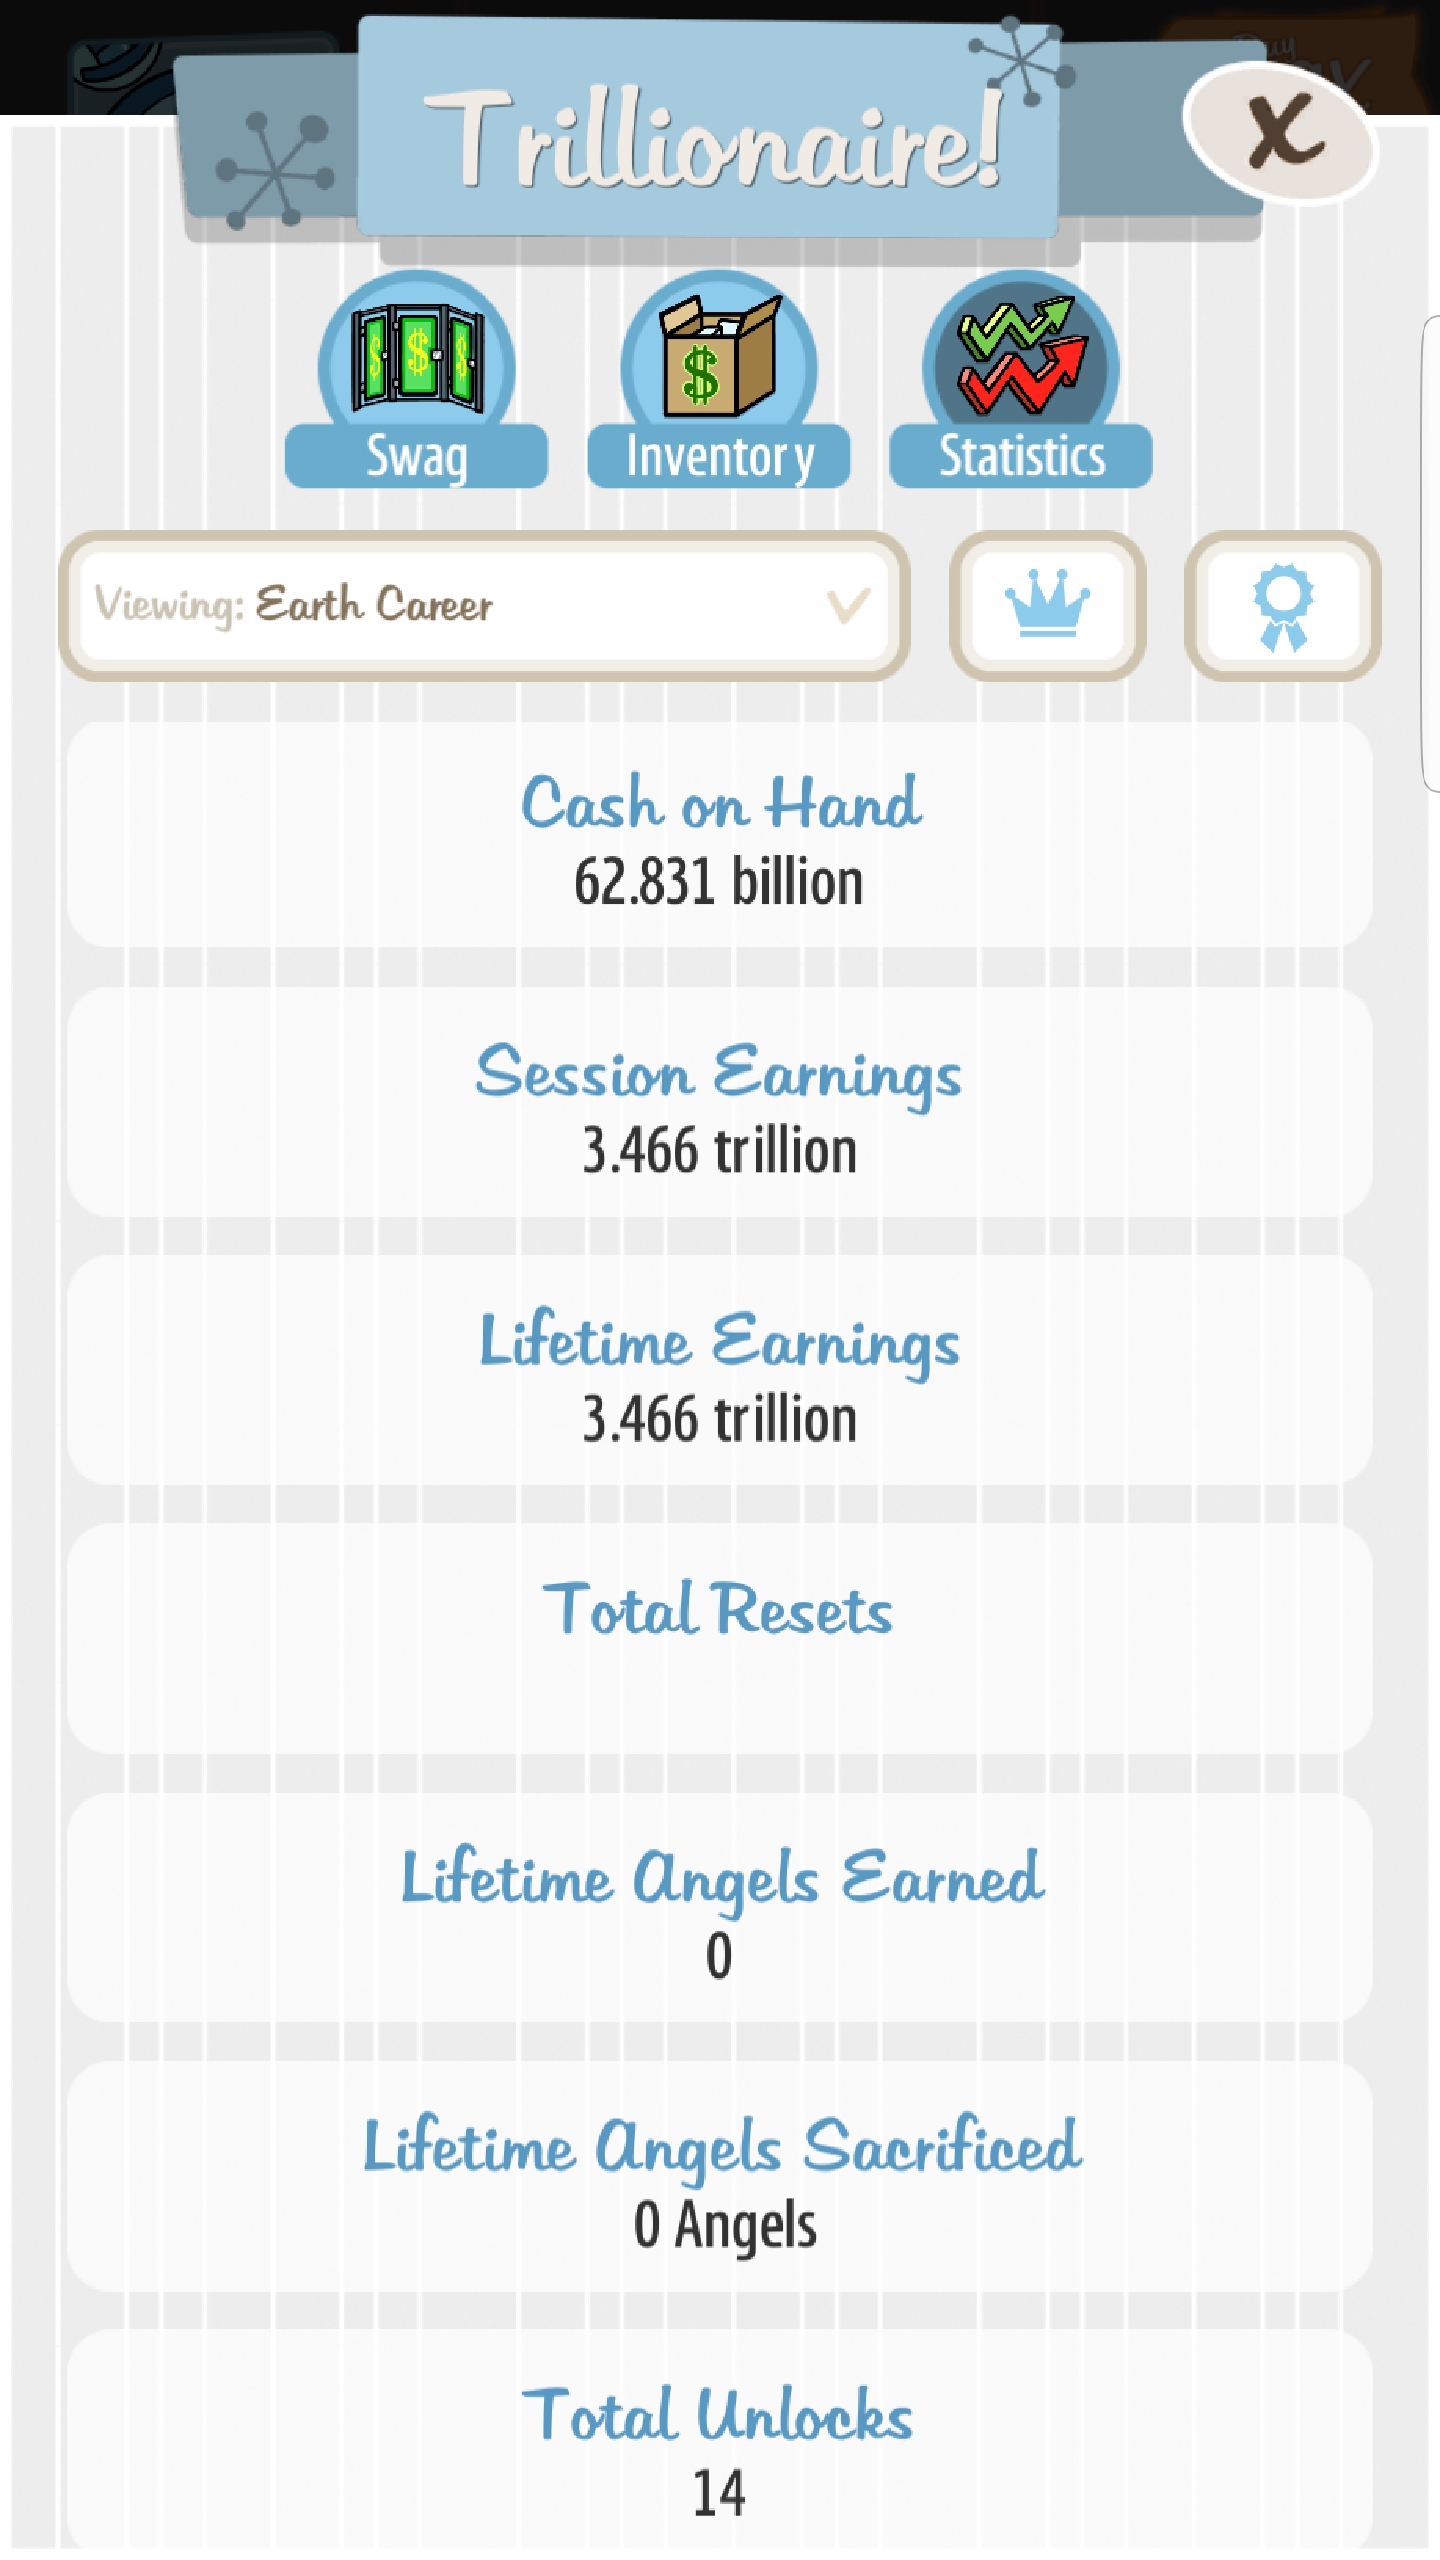 Trillionaire!
X
Swag
Inventory
Statistics
Viewing: Earth Career
Cash on Hand
62.831 billion
Session Earnings
3.466 trillion
Lifetime Earnings
3.466 trillion
Total Resets
Lifetime Angels Earned
0
Lifetime Angels Sacrificed
0 Angels
Total Unlocks
14